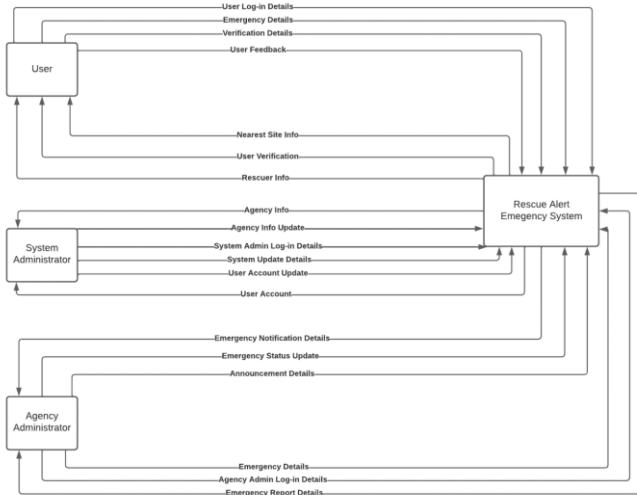 User Log-in Details
Emergency Details
Verification Details
User Feedback
User
Nearest Site Info
User Verification
Rescuer Info
Rescue Alert
Emegency System
Agency Info
Agency Info Update
System
Administrator
System Admin Log-in Details
System Update Details
User Account Update
User Account
Emergency Notification Details
Emergency Status Update
Announcement Details
Agency
Administrator
Emergency Details
Agency Admin Log-in Details
Emergency Report Details